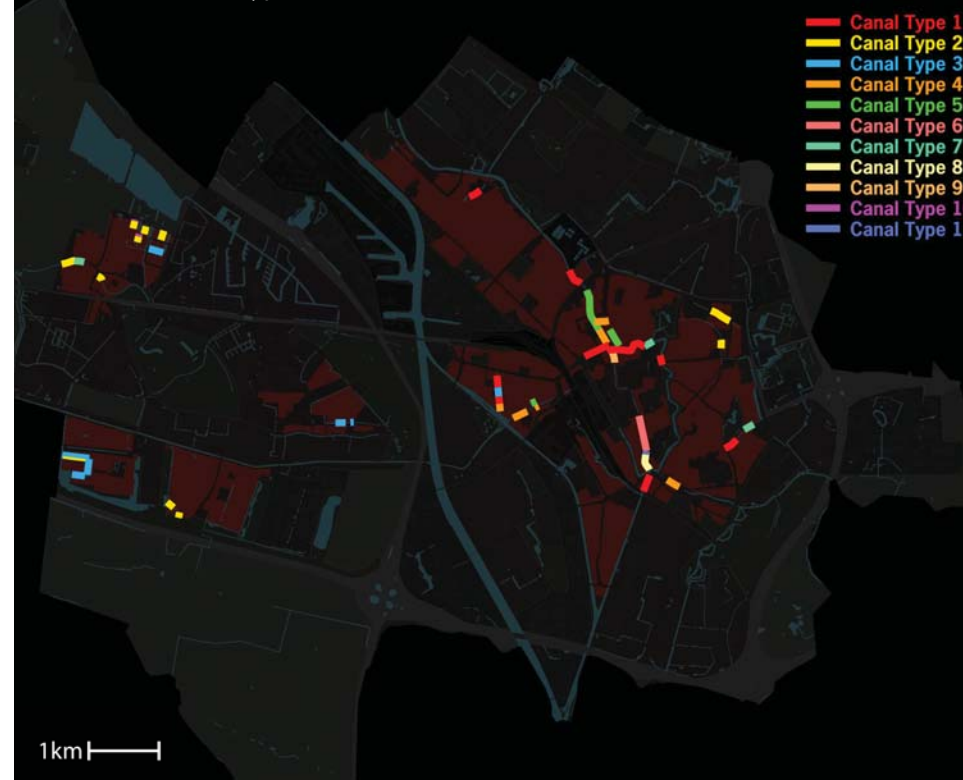 Canal Type 1
Canal Type 2
Canal Type 3
Canal Type 4
Canal Type 5
Canal Type 6
Canal Type 7
Canal Type 8
Canal Type 9
Canal Type 1
Canal Type 1
1km